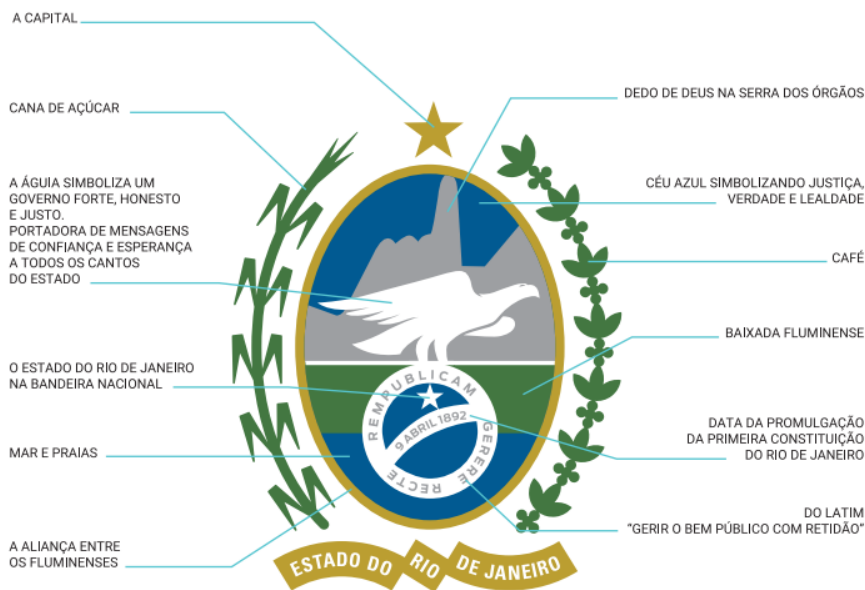 A CAPITAL
CANA DE AÇÚCAR
A ÁGUIA SIMBOLIZA UM
GOVERNO FORTE, HONESTO
E JUSTO.
PORTADORA DE MENSAGENS
DE CONFIANÇA E ESPERANÇA
A TODOS OS CANTOS
DO ESTADO
O ESTADO DO RIO DE JANEIRO
NA BANDEIRA NACIONAL
MAR E PRAIAS
A ALIANÇA ENTRE
OS FLUMINENSES
DEDO DE DEUS NA SERRA DOS ÓRGÃOS
CÉU AZUL SIMBOLIZANDO JUSTIÇA,
VERDADE E LEALDADE
CAFÉ
BAIXADA FLUMINENSE
DATA DA PROMULGAÇÃO
DA PRIMEIRA CONSTITUIÇÃO
DO RIO DE JANEIRO
DO LATIM
“GERIR O BEM PÚBLICO COM RETIDÃO”
RECTE REMPUBLICAM GERERE
9 ABRIL 1892
ESTADO DO RIO DE JANEIRO